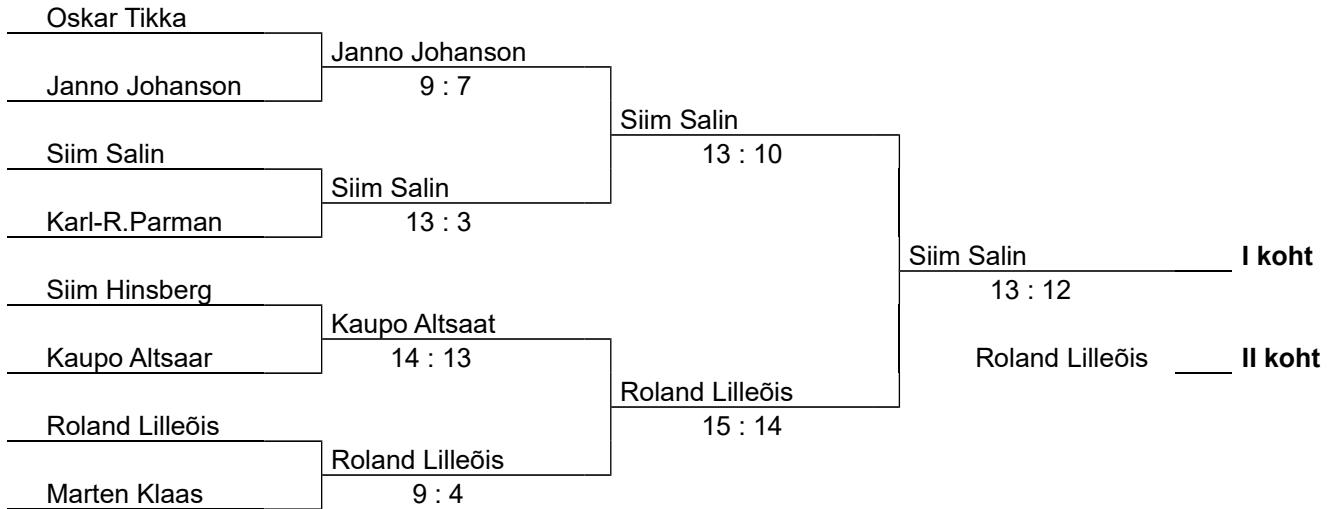 Oskar Tikka
Janno Johanson
Janno Johanson
9 : 7
Siim Salin
13 : 10
Siim Salin
Siim Salin
Karl-R.Parman
13 : 3
Siim Salin
I koht
13 : 12
Siim Hinsberg
Kaupo Altsaat
Kaupo Altsaar
14 : 13
Roland Lilleõis
II koht
Roland Lilleõis
15 : 14
Roland Lilleõis
Roland Lilleõis
Marten Klaas
9 : 4